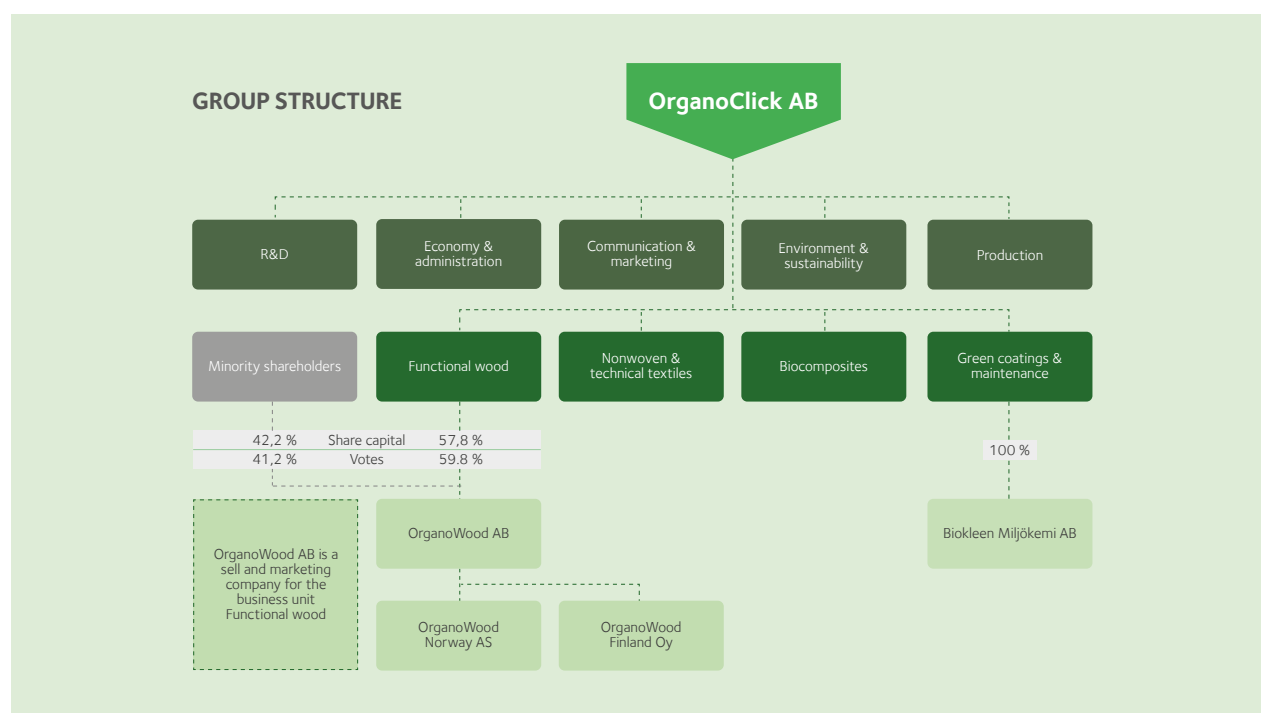 GROUP STRUCTURE
OrganoClick AB
R&D
Economy &
administration
Communication &
marketing
Environment &
sustainability
Production
Minority shareholders
Functional wood
Nonwoven &
technical textiles
Biocomposites
Green coatings &
maintenance
42,2 % Share capital 57,8 %
41,2 % Votes 59.8 %
100 %
OrganoWood AB is a
sell and marketing
company for the
business unit
Functional wood
OrganoWood AB
Biokleen Miljökemi AB
OrganoWood
Norway AS
OrganoWood
Finland Oy